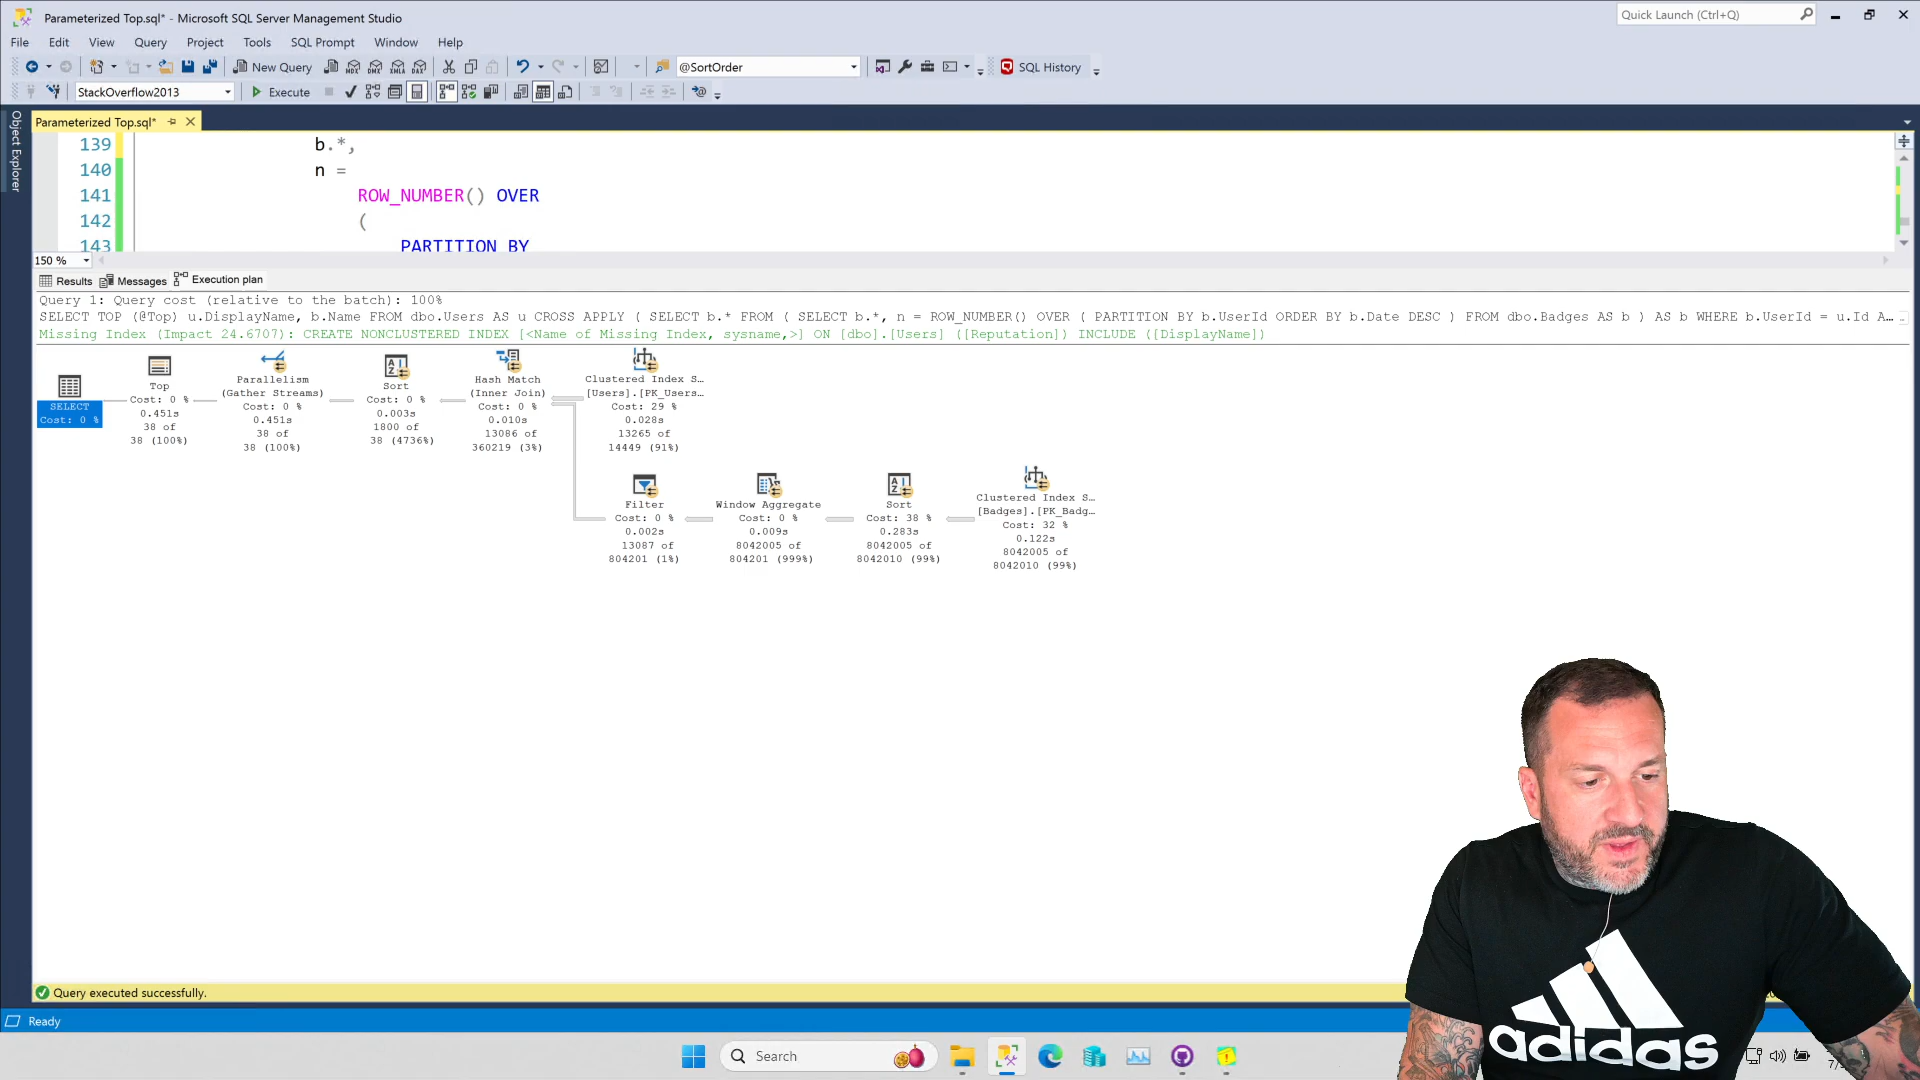 Parameterized Top.sql* - Microsoft SQL Server Management Studio
Quick Launch (Ctrl+Q)
File Edit View Query Project Tools SQL Prompt Window Help
New Query MDX DMX XMLA DAX @SortOrder SQL History
StackOverflow2013 Execute
Object Explorer
Parameterized Top.sql*
139 b.*,
140 n =
141 ROW_NUMBER() OVER
142 (
143 PARTITION BY
150 %
Results Messages Execution plan
Query 1: Query cost (relative to the batch): 100%
SELECT TOP (@Top) u.DisplayName, b.Name FROM dbo.Users AS u CROSS APPLY ( SELECT b.* FROM ( SELECT b.*, n = ROW_NUMBER() OVER ( PARTITION BY b.UserId ORDER BY b.Date DESC ) FROM dbo.Badges AS b ) AS b WHERE b.UserId = u.Id A...
Missing Index (Impact 24.6707): CREATE NONCLUSTERED INDEX [<Name of Missing Index, sysname,>] ON [dbo].[Users] ([Reputation]) INCLUDE ([DisplayName])
SELECT
Cost: 0 %
Top
Cost: 0 %
0.451s
38 of
38 (100%)
Parallelism
(Gather Streams)
Cost: 0 %
0.451s
38 of
38 (100%)
Sort
Cost: 0 %
0.003s
1800 of
38 (4736%)
Hash Match
(Inner Join)
Cost: 0 %
0.010s
13086 of
360219 (3%)
Clustered Index S...
[Users].[PK_Users...
Cost: 29 %
0.028s
13265 of
14449 (91%)
Filter
Cost: 0 %
0.002s
13087 of
804201 (1%)
Window Aggregate
Cost: 0 %
0.009s
8042005 of
804201 (999%)
Sort
Cost: 38 %
0.283s
8042005 of
8042010 (99%)
Clustered Index S...
[Badges].[PK_Badg...
Cost: 32 %
0.122s
8042005 of
8042010 (99%)
Query executed successfully.
Ready
Search
adidas